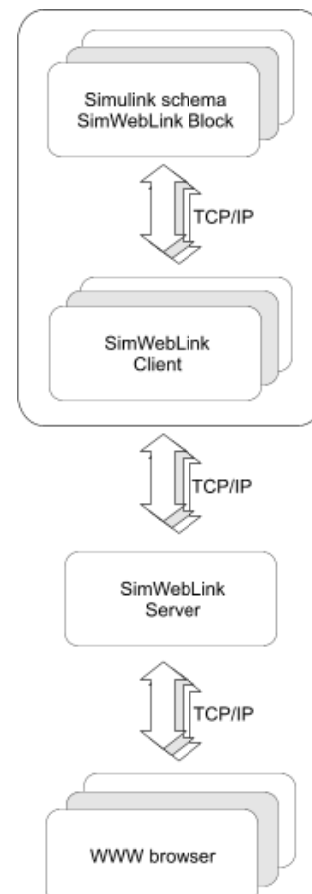 Simulink schema
SimWebLink Block
TCP/IP
SimWebLink
Client
TCP/IP
SimWebLink
Server
TCP/IP
WWW browser